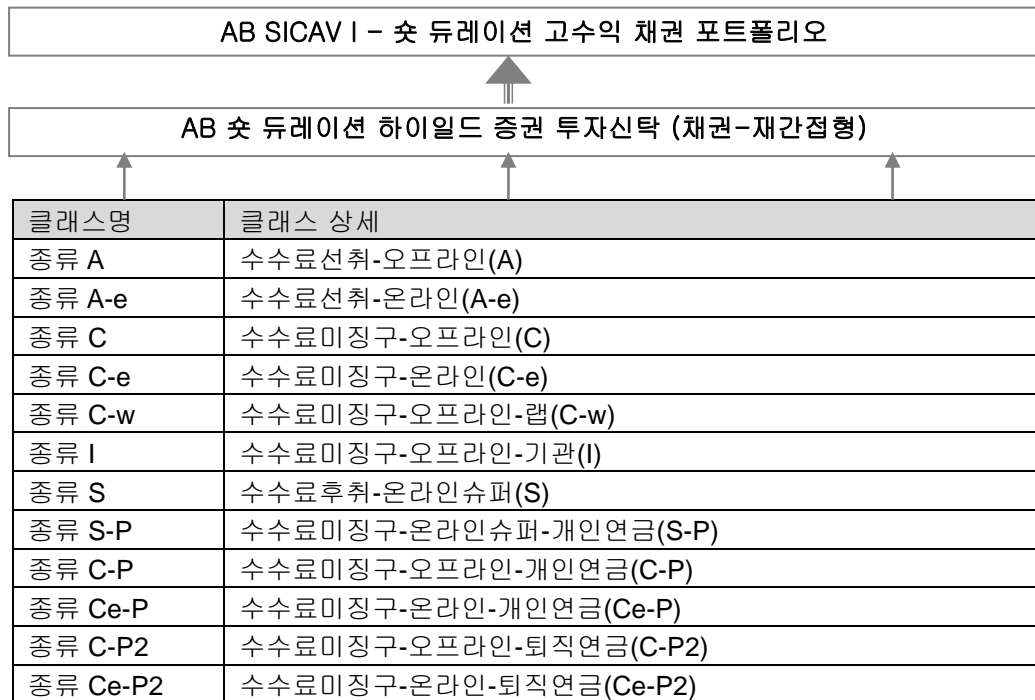 AB SICAV I – 숏 듀레이션 고수익 채권 포트폴리오
AB 숏 듀레이션 하이일드 증권 투자신탁 (채권-재간접형)
클래스명 클래스 상세
종류 A 수수료선취-오프라인(A)
종류 A-e 수수료선취-온라인(A-e)
종류 C 수수료미징구-오프라인(C)
종류 C-e 수수료미징구-온라인(C-e)
종류 C-w 수수료미징구-오프라인-랩(C-w)
종류 I 수수료미징구-오프라인-기관(I)
종류 S 수수료후취-온라인슈퍼(S)
종류 S-P 수수료미징구-온라인슈퍼-개인연금(S-P)
종류 C-P 수수료미징구-오프라인-개인연금(C-P)
종류 Ce-P 수수료미징구-온라인-개인연금(Ce-P)
종류 C-P2 수수료미징구-오프라인-퇴직연금(C-P2)
종류 Ce-P2 수수료미징구-온라인-퇴직연금(Ce-P2)